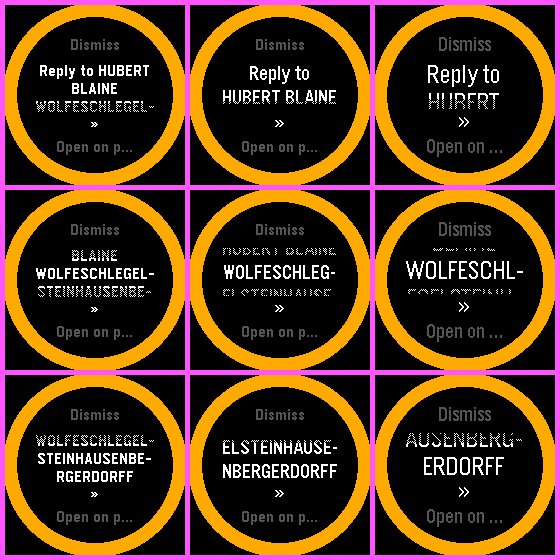 Dismiss
Reply to HUBERT
BLAINE
WOLFESCHLEGEL-
»
Open on p...
Dismiss
Reply to
HUBERT BLAINE
»
Open on p...
Dismiss
Reply to
HUBERT
»
Open on ...
Dismiss
BLAINE
WOLFESCHLEGEL-
STEINHAUSENBE-
»
Open on p...
Dismiss
HUBERT BLAINE
WOLFESCHLEG-
ELSTEINHAUSE-
»
Open on p...
Dismiss
WOLFESCHL-
EGELSTEINH-
»
Open on ...
Dismiss
WOLFESCHLEGEL-
STEINHAUSENBE-
RGERDORFF
»
Open on p...
Dismiss
ELSTEINHAUSE-
NBERGERDORFF
»
Open on p...
Dismiss
AUSENBERG-
ERDORFF
»
Open on ...